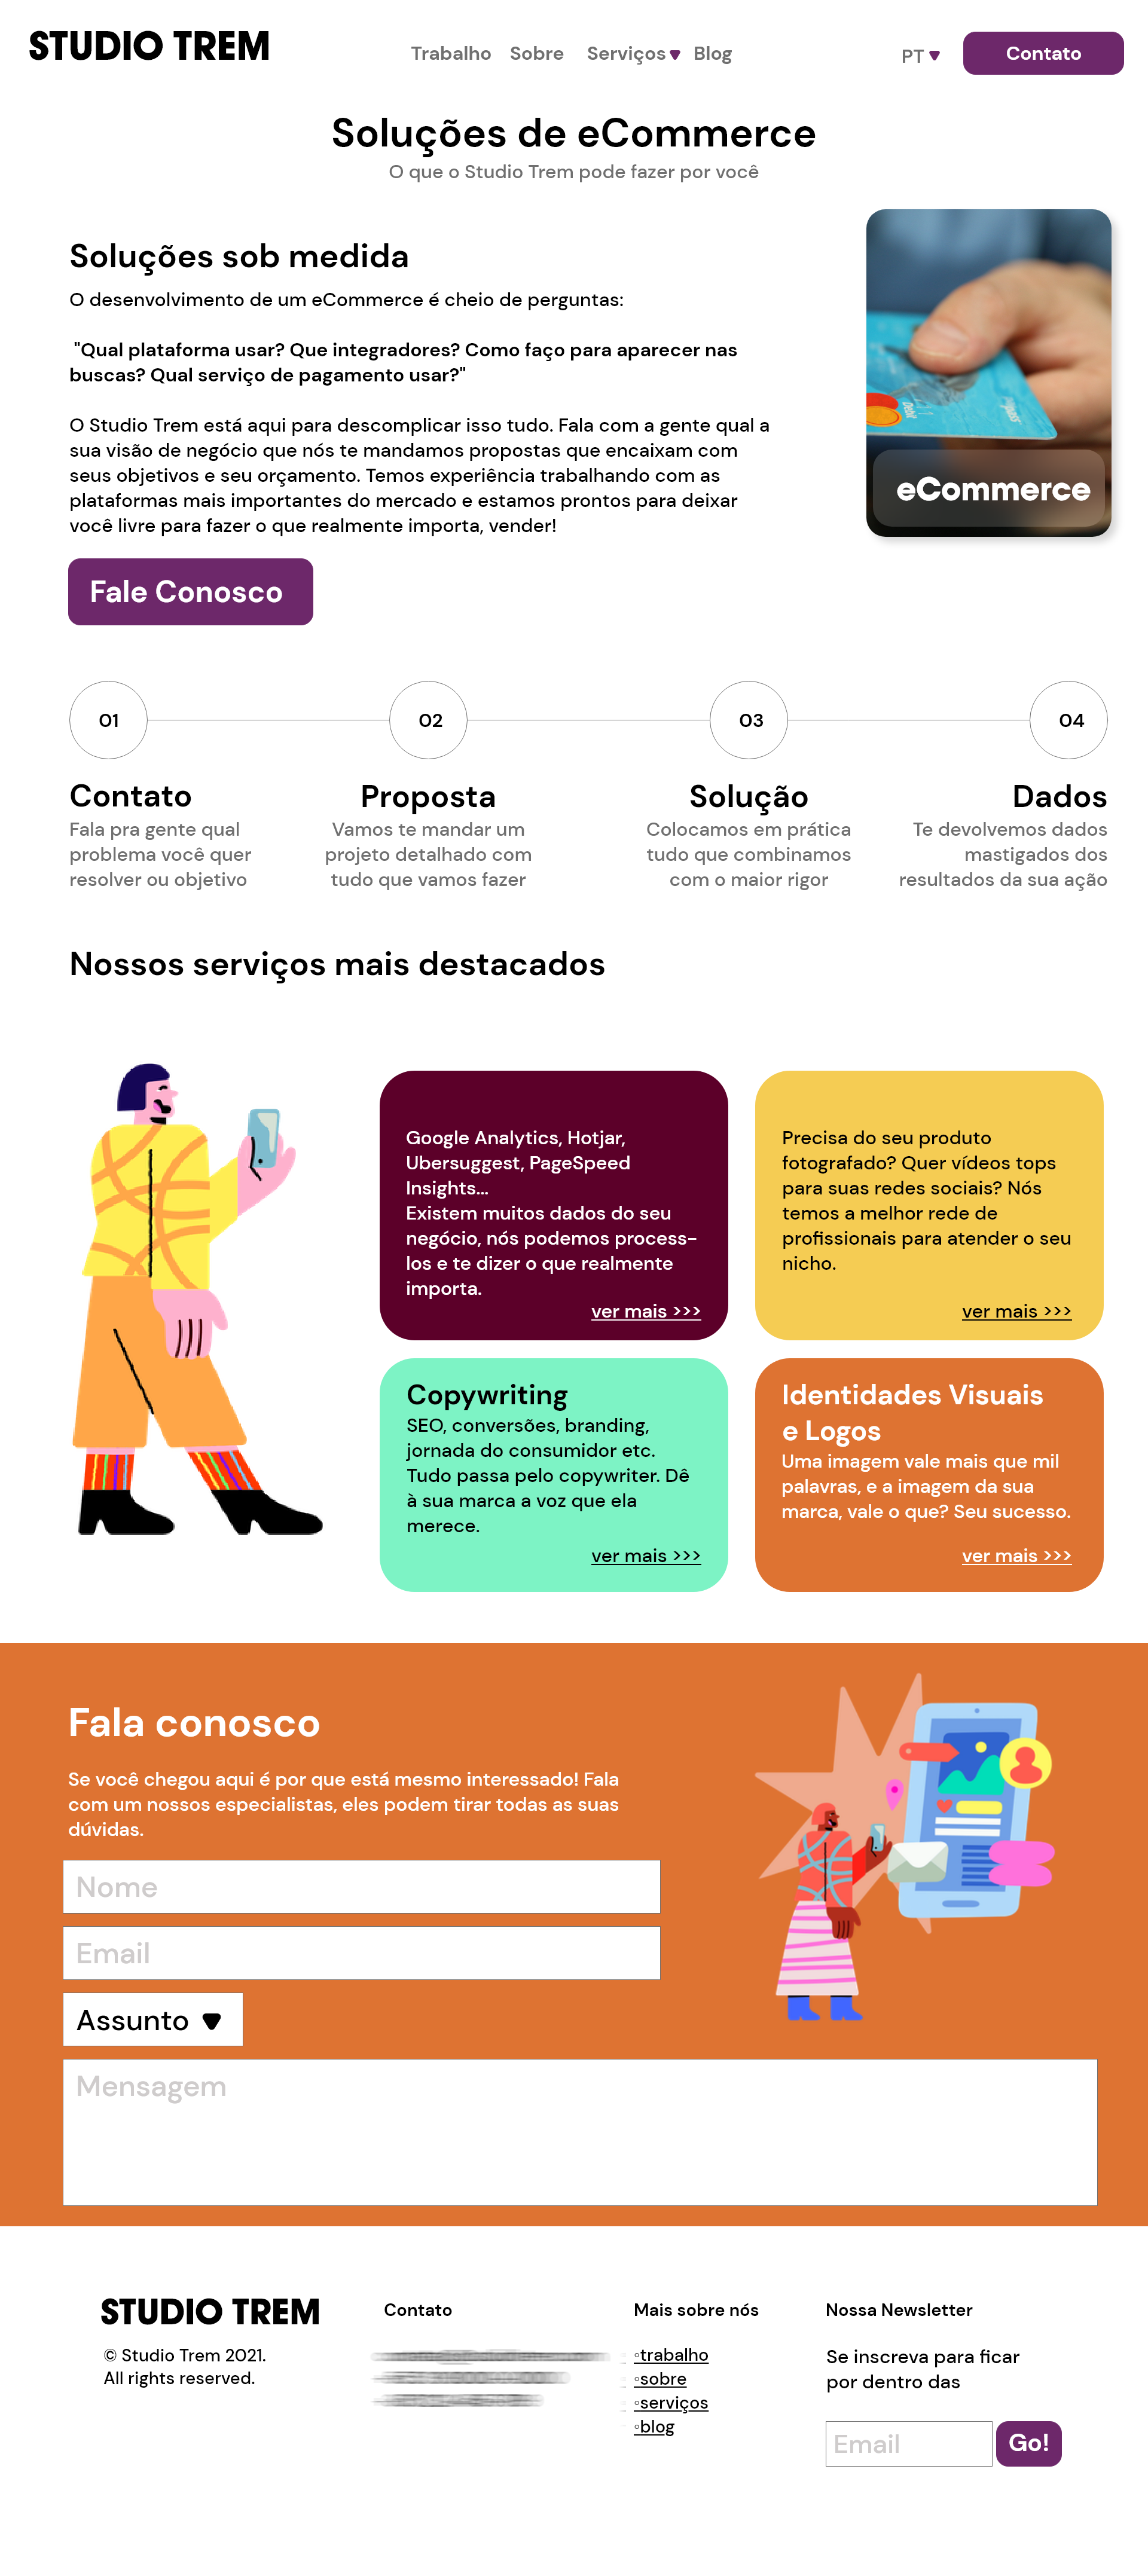 STUDIO TREM
Trabalho Sobre Serviços Blog
PT
Contato
Soluções de eCommerce
O que o Studio Trem pode fazer por você
Soluções sob medida
O desenvolvimento de um eCommerce é cheio de perguntas:
"Qual plataforma usar? Que integradores? Como faço para aparecer nas
buscas? Qual serviço de pagamento usar?"
O Studio Trem está aqui para descomplicar isso tudo. Fala com a gente qual a
sua visão de negócio que nós te mandamos propostas que encaixam com
seus objetivos e seu orçamento. Temos experiência trabalhando com as
plataformas mais importantes do mercado e estamos prontos para deixar
você livre para fazer o que realmente importa, vender!
eCommerce
Fale Conosco
01
02
03
04
Contato
Fala pra gente qual
problema você quer
resolver ou objetivo
Proposta
Vamos te mandar um
projeto detalhado com
tudo que vamos fazer
Solução
Colocamos em prática
tudo que combinamos
com o maior rigor
Dados
Te devolvemos dados
mastigados dos
resultados da sua ação
Nossos serviços mais destacados
Google Analytics, Hotjar,
Ubersuggest, PageSpeed
Insights...
Existem muitos dados do seu
negócio, nós podemos process-
los e te dizer o que realmente
importa.
ver mais >>>
Precisa do seu produto
fotografado? Quer vídeos tops
para suas redes sociais? Nós
temos a melhor rede de
profissionais para atender o seu
nicho.
ver mais >>>
Copywriting
SEO, conversões, branding,
jornada do consumidor etc.
Tudo passa pelo copywriter. Dê
à sua marca a voz que ela
merece.
ver mais >>>
Identidades Visuais
e Logos
Uma imagem vale mais que mil
palavras, e a imagem da sua
marca, vale o que? Seu sucesso.
ver mais >>>
Fala conosco
Se você chegou aqui é por que está mesmo interessado! Fala
com um nossos especialistas, eles podem tirar todas as suas
dúvidas.
Nome
Email
Assunto
Mensagem
STUDIO TREM
© Studio Trem 2021.
All rights reserved.
Contato
Mais sobre nós
◦trabalho
◦sobre
◦serviços
◦blog
Nossa Newsletter
Se inscreva para ficar
por dentro das
Email
Go!